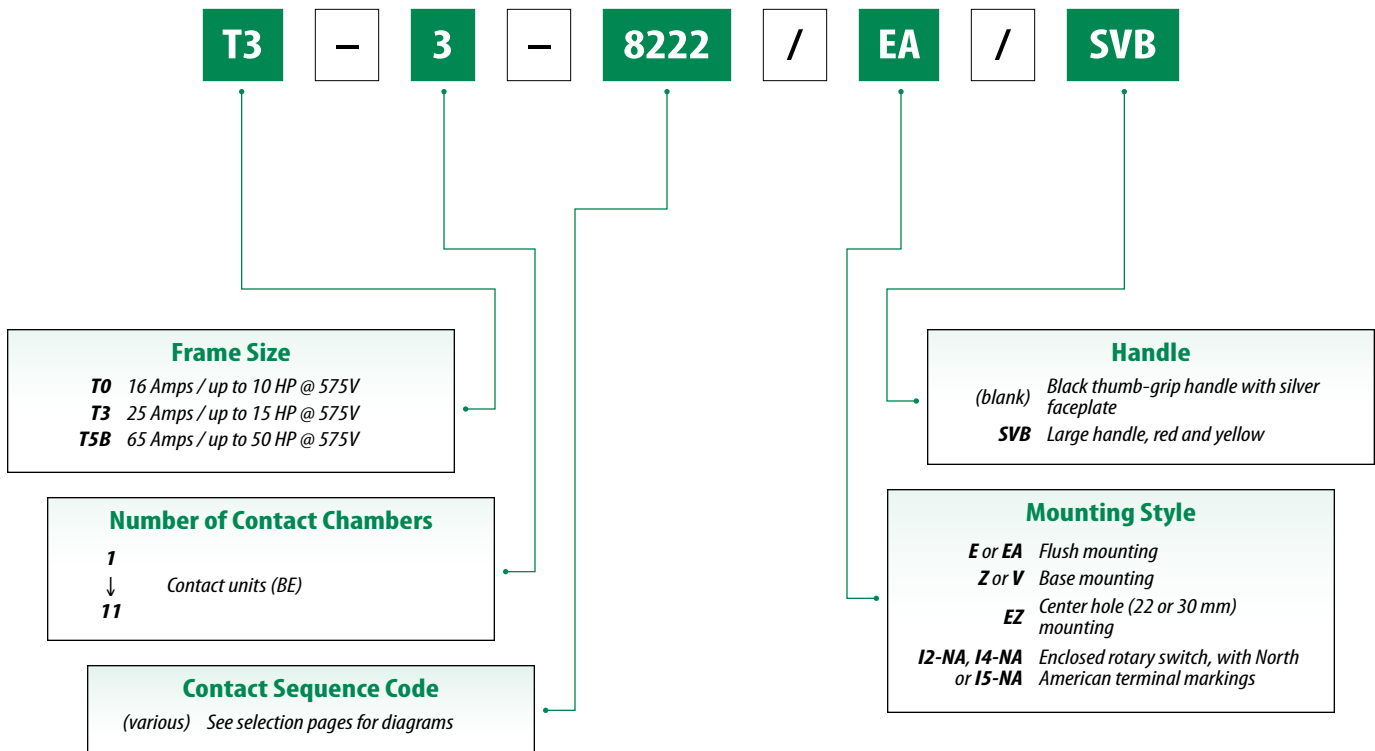 T3 – 3 – 8222 / EA / SVB
Frame Size
T0 16 Amps / up to 10 HP @ 575V
T3 25 Amps / up to 15 HP @ 575V
T5B 65 Amps / up to 50 HP @ 575V
Number of Contact Chambers
1
↓ Contact units (BE)
11
Contact Sequence Code
(various) See selection pages for diagrams
Handle
(blank) Black thumb-grip handle with silver
faceplate
SVB Large handle, red and yellow
Mounting Style
E or EA Flush mounting
Z or V Base mounting
EZ Center hole (22 or 30 mm)
mounting
I2-NA, I4-NA Enclosed rotary switch, with North
or I5-NA American terminal markings